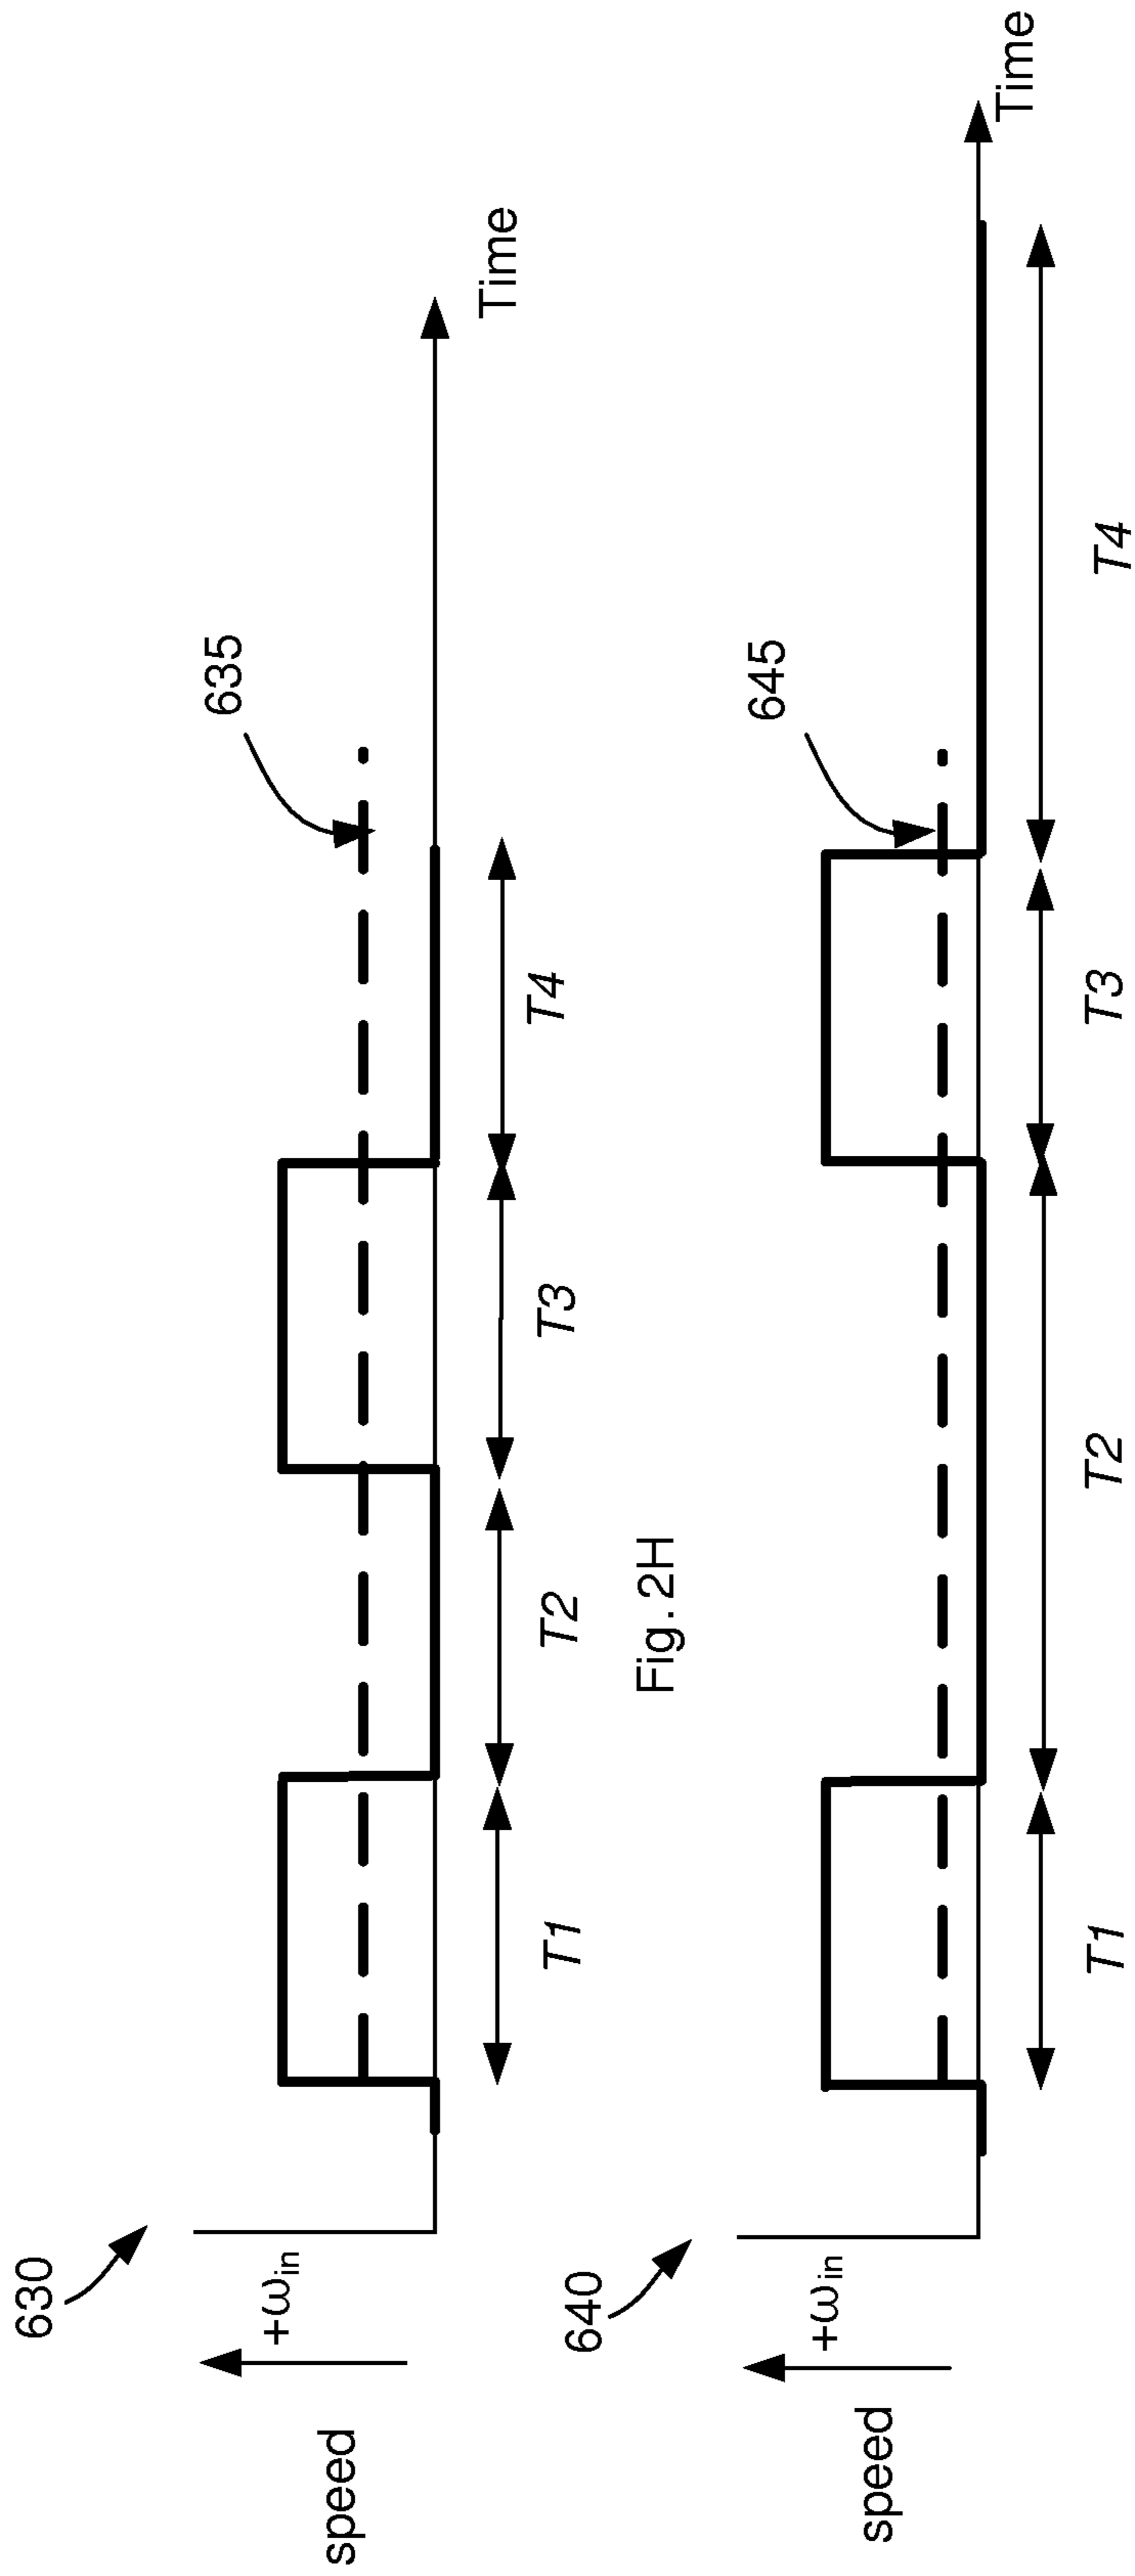 630
speed
+ωin
635
Time
T1
T2
T3
T4
Fig. 2H
640
speed
+ωin
645
Time
T1
T2
T3
T4